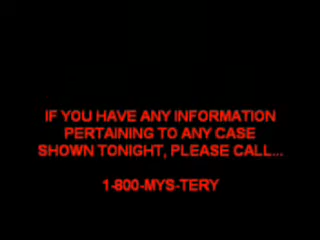 IF YOU HAVE ANY INFORMATION
PERTAINING TO ANY CASE
SHOWN TONIGHT, PLEASE CALL...
1-800-MYS-TERY